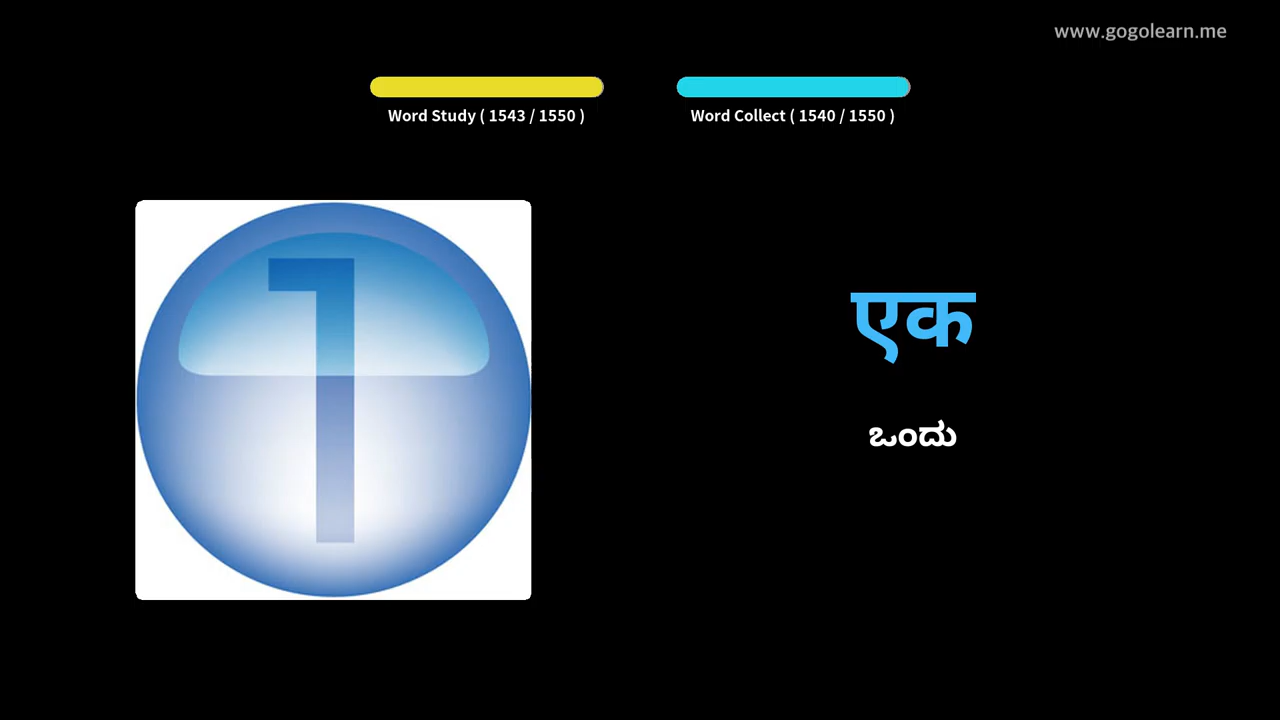 www.gogolearn.me
Word Study ( 1543 / 1550 )
Word Collect ( 1540 / 1550 )
1
एक
ಒಂದು